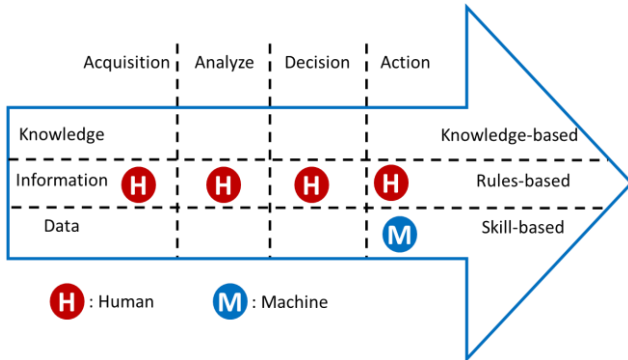 Acquisition Analyze Decision Action
Knowledge Knowledge-based
Information H H H H Rules-based
Data M Skill-based
H : Human M : Machine